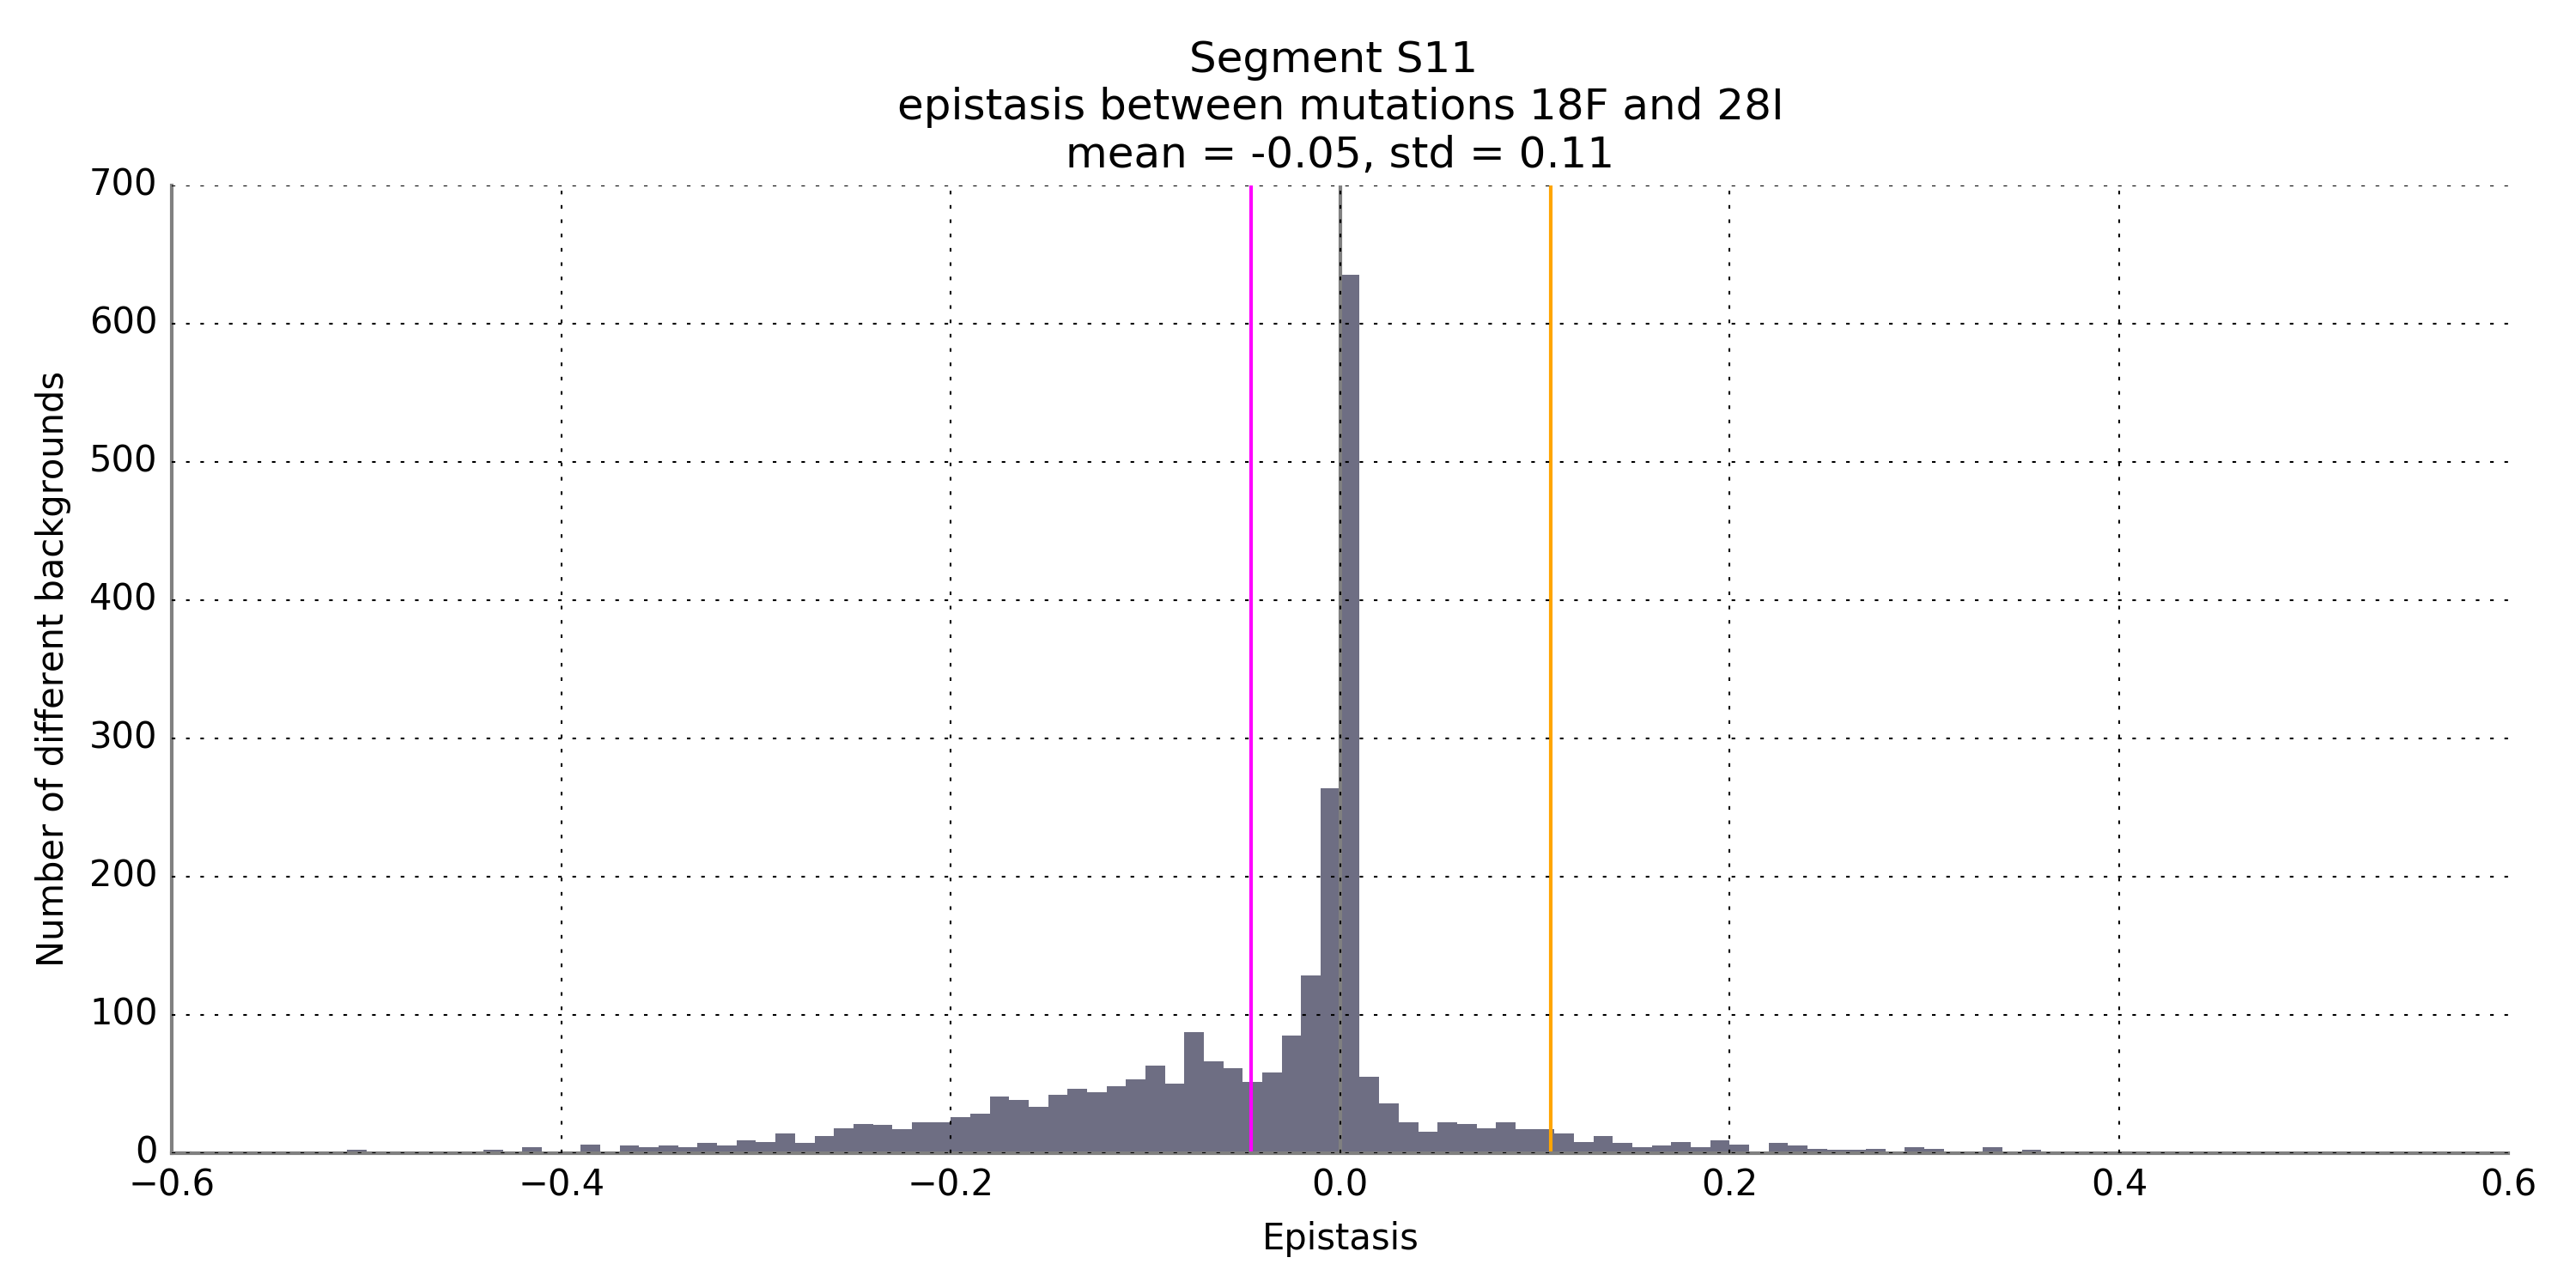 Segment S11
epistasis between mutations 18F and 28I
mean = -0.05, std = 0.11
700
600
500
400
300
200
100
0
Number of different backgrounds
−0.6 −0.4 −0.2 0.0 0.2 0.4 0.6
Epistasis